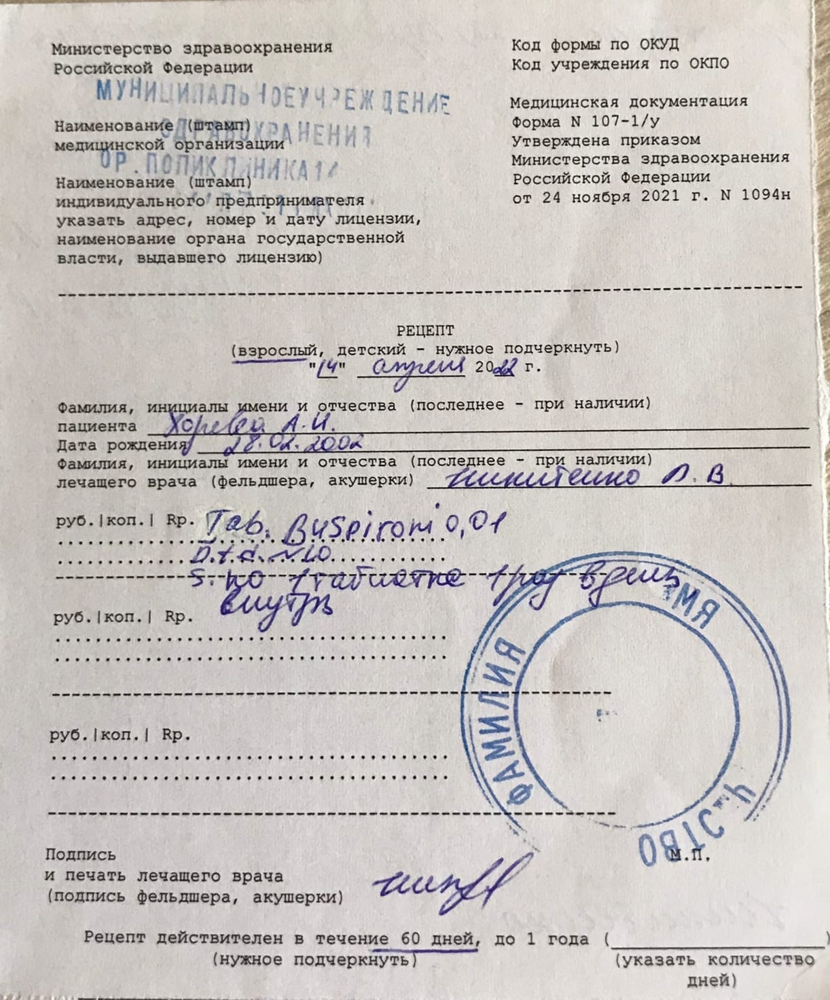 Министерство здравоохранения
Российской Федерации
МУНИЦИПАЛЬНОЕ УЧРЕЖДЕНИЕ
Наименование (штамп)
ЗДРАВОХРАНЕНИЯ
медицинской организации
ОР. ПОЛИКЛИНИКА 14
Наименование (штамп)
индивидуального предпринимателя
указать адрес, номер и дату лицензии,
наименование органа государственной
власти, выдавшего лицензию)
Код формы по ОКУД
Код учреждения по ОКПО
Медицинская документация
Форма N 107-1/у
Утверждена приказом
Министерства здравоохранения
Российской Федерации
от 24 ноября 2021 г. N 1094н
РЕЦЕПТ
(взрослый, детский - нужное подчеркнуть)
"14" апреля 2022 г.
Фамилия, инициалы имени и отчества (последнее - при наличии)
пациента Хорева А.И.
Дата рождения 28.02.2002
Фамилия, инициалы имени и отчества (последнее - при наличии)
лечащего врача (фельдшера, акушерки) Никитенко Л.В.
руб.|коп.| Rp. Tab. Buspironi 0,01
D.t.d. №10
S. по 1 таблетке 1 раз в день
внутрь
руб.|коп.| Rp.
руб.|коп.| Rp.
ФАМИЛИЯ ИМЯ
Подпись
и печать лечащего врача
(подпись фельдшера, акушерки)
М.П.
Рецепт действителен в течение 60 дней, до 1 года (____________)
(нужное подчеркнуть)
(указать количество
дней)